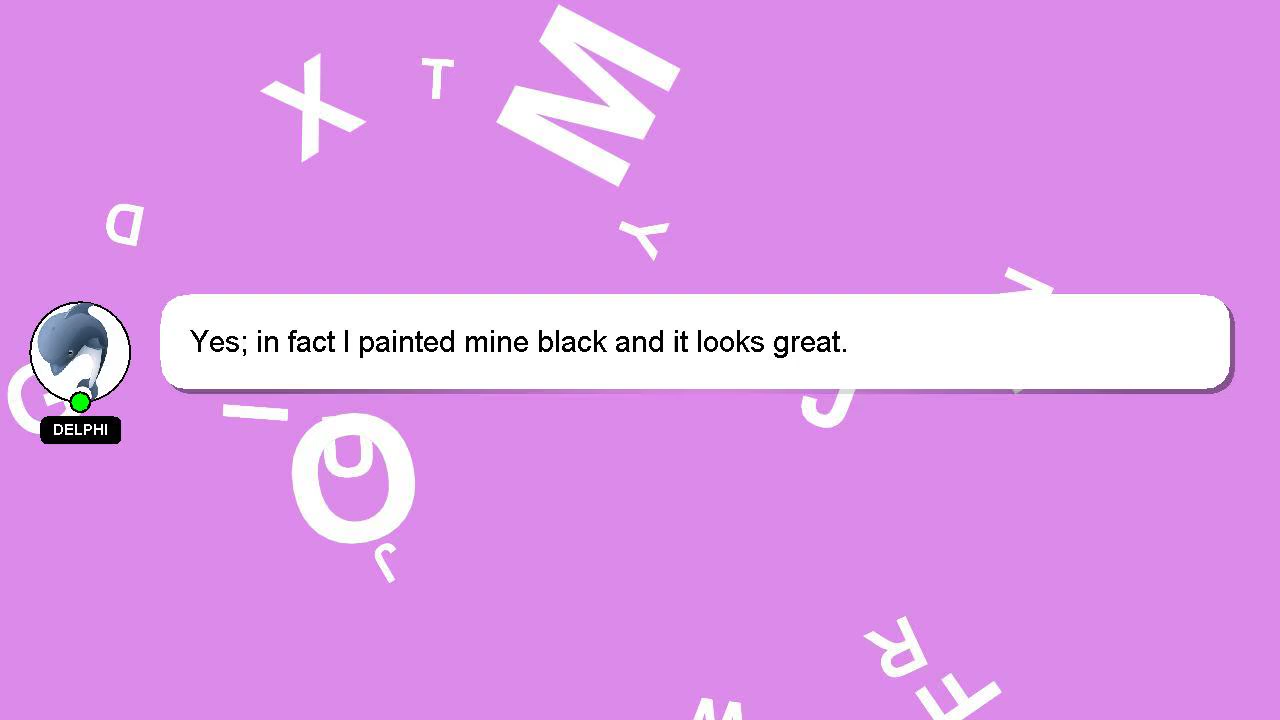 X
T
M
D
Y
Yes; in fact I painted mine black and it looks great.
DELPHI
J
I
O
U
J
R
F
W